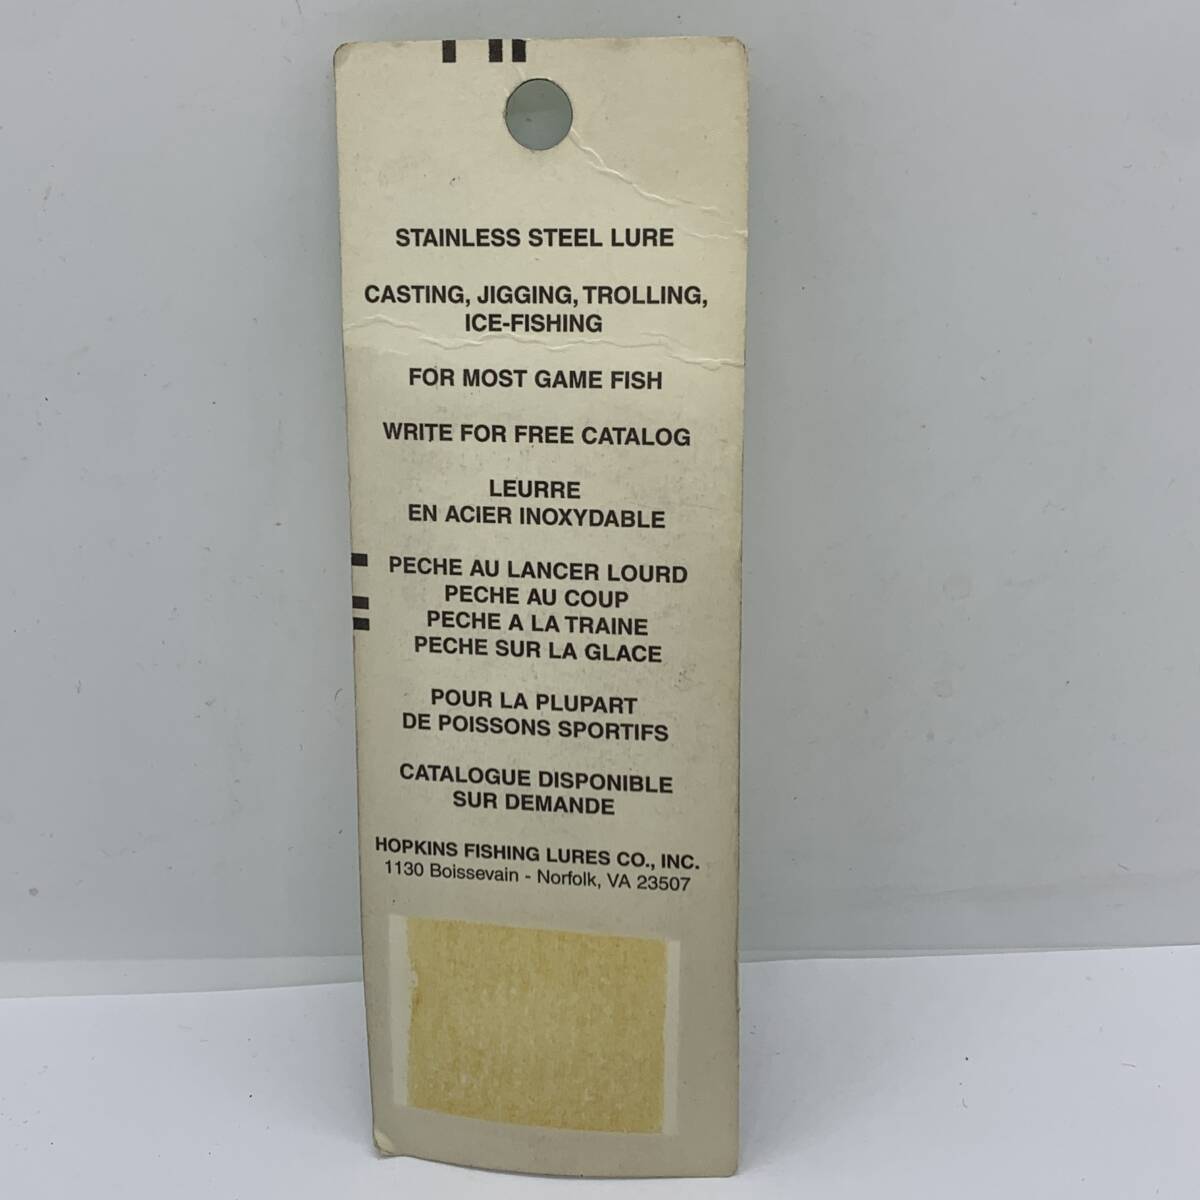 STAINLESS STEEL LURE
CASTING, JIGGING, TROLLING,
ICE-FISHING
FOR MOST GAME FISH
WRITE FOR FREE CATALOG
LEURRE
EN ACIER INOXYDABLE
PECHE AU LANCER LOURD
PECHE AU COUP
PECHE A LA TRAINE
PECHE SUR LA GLACE
POUR LA PLUPART
DE POISSONS SPORTIFS
CATALOGUE DISPONIBLE
SUR DEMANDE
HOPKINS FISHING LURES CO., INC.
1130 Boissevain - Norfolk, VA 23507